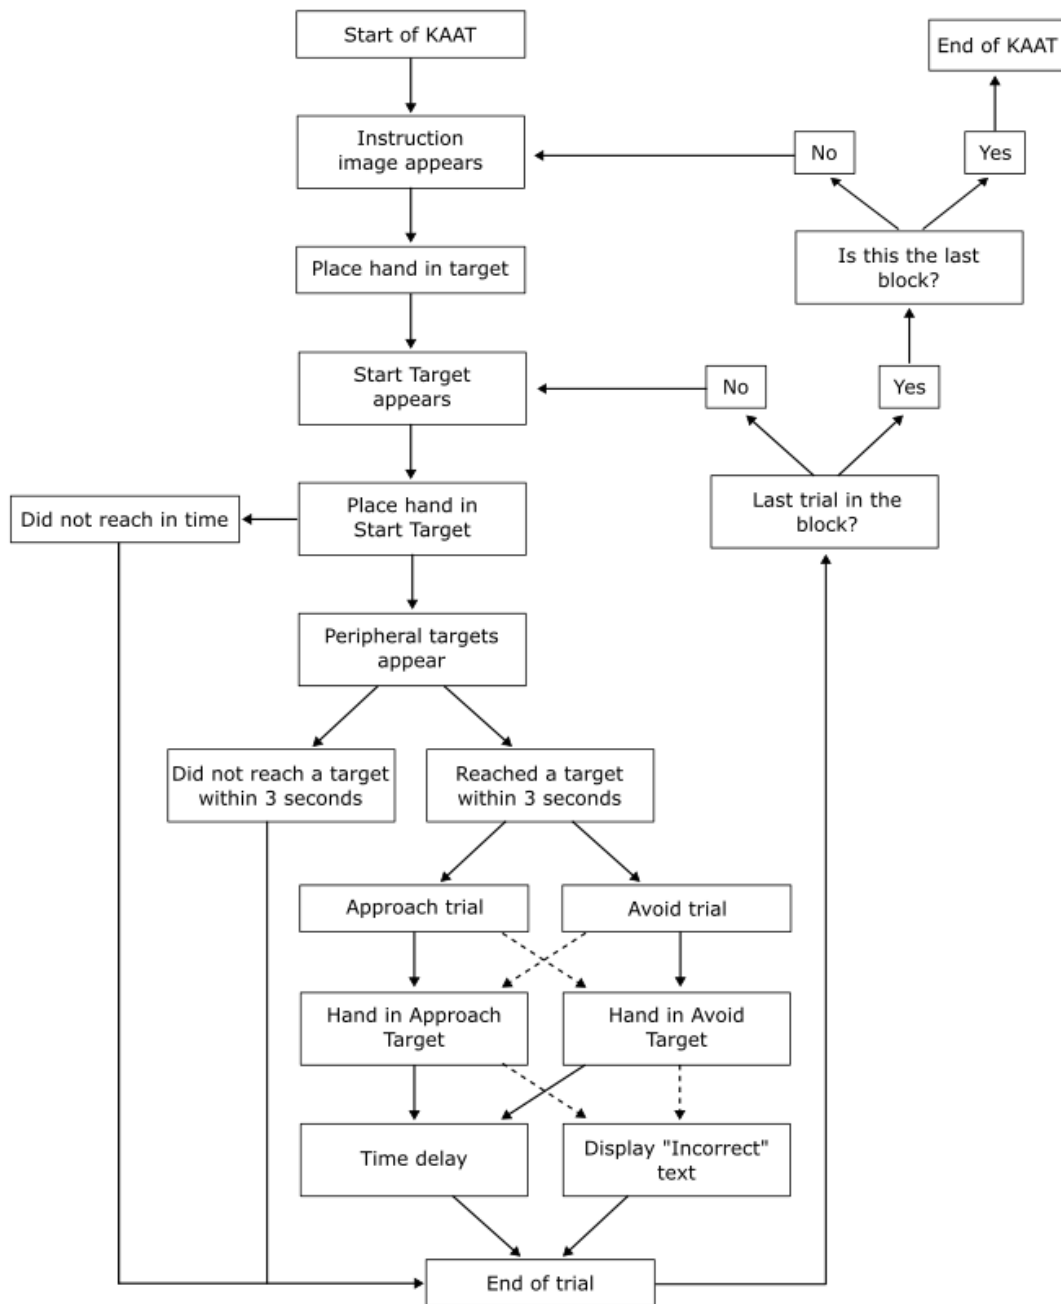 Start of KAAT
End of KAAT
Instruction
image appears
No
Yes
Place hand in target
Is this the last
block?
Start Target
appears
No
Yes
Did not reach in time
Place hand in
Start Target
Last trial in the
block?
Peripheral targets
appear
Did not reach a target
within 3 seconds
Reached a target
within 3 seconds
Approach trial
Avoid trial
Hand in Approach
Target
Hand in Avoid
Target
Time delay
Display "Incorrect"
text
End of trial